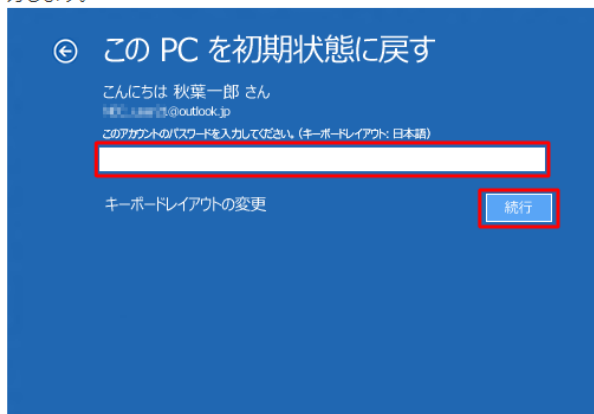 このPCを初期状態に戻す
こんにちは 秋葉一郎 さん
@outlook.jp
このアカウントのパスワードを入力してください。(キーボードレイアウト: 日本語)
キーボードレイアウトの変更
続行